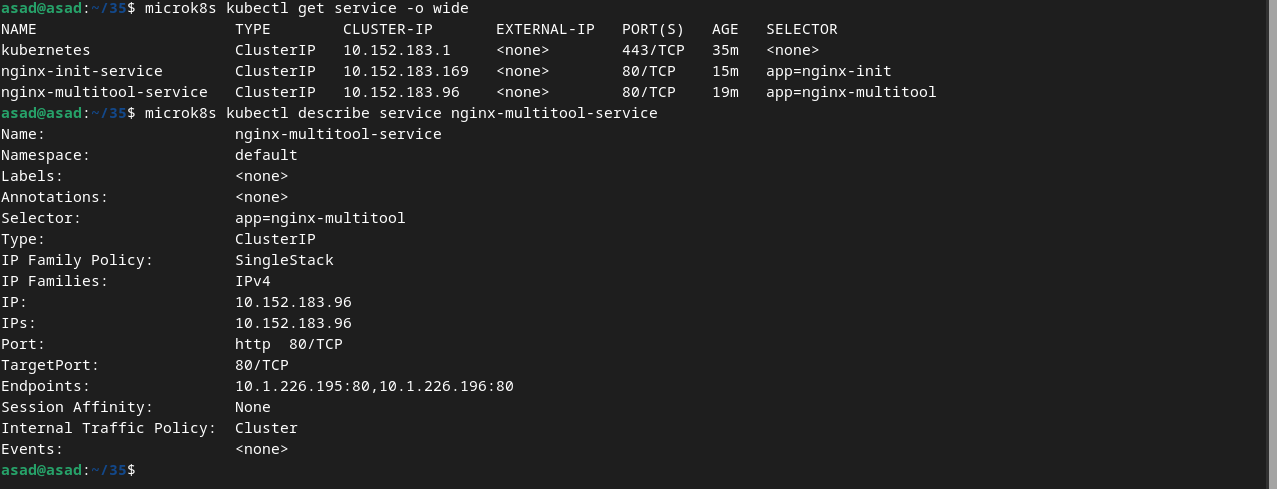 asad@asad:~/35$ microk8s kubectl get service -o wide
NAME                      TYPE        CLUSTER-IP       EXTERNAL-IP   PORT(S)   AGE   SELECTOR
kubernetes                ClusterIP   10.152.183.1     <none>        443/TCP   35m   <none>
nginx-init-service        ClusterIP   10.152.183.169   <none>        80/TCP    15m   app=nginx-init
nginx-multitool-service   ClusterIP   10.152.183.96    <none>        80/TCP    19m   app=nginx-multitool
asad@asad:~/35$ microk8s kubectl describe service nginx-multitool-service
Name:                     nginx-multitool-service
Namespace:                default
Labels:                   <none>
Annotations:              <none>
Selector:                 app=nginx-multitool
Type:                     ClusterIP
IP Family Policy:         SingleStack
IP Families:              IPv4
IP:                       10.152.183.96
IPs:                      10.152.183.96
Port:                     http  80/TCP
TargetPort:               80/TCP
Endpoints:                10.1.226.195:80,10.1.226.196:80
Session Affinity:         None
Internal Traffic Policy:  Cluster
Events:                   <none>
asad@asad:~/35$